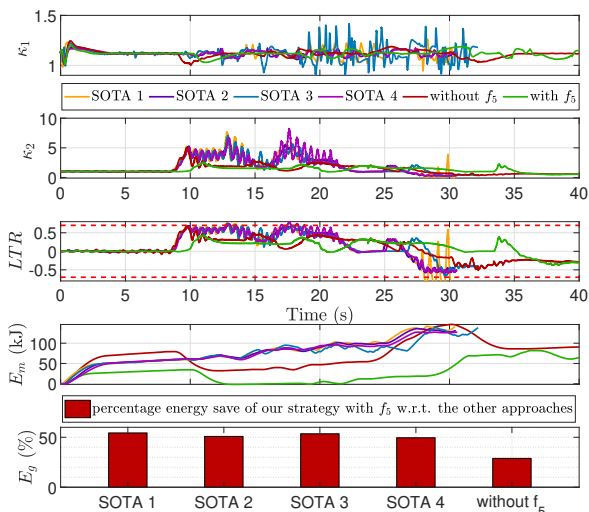 1.5
1
κ₁
SOTA 1 SOTA 2 SOTA 3 SOTA 4 without f₅ with f₅
10
5
0
κ₂
0 5 10 15 20 25 30 35 40
0.5
0
-0.5
LTR
0 5 10 15 20 25 30 35 40
Time (s)
100
50
0
Eₘ (kJ)
percentage energy save of our strategy with f₅ w.r.t. the other approaches
50
0
E_g (%)
SOTA 1 SOTA 2 SOTA 3 SOTA 4 without f₅